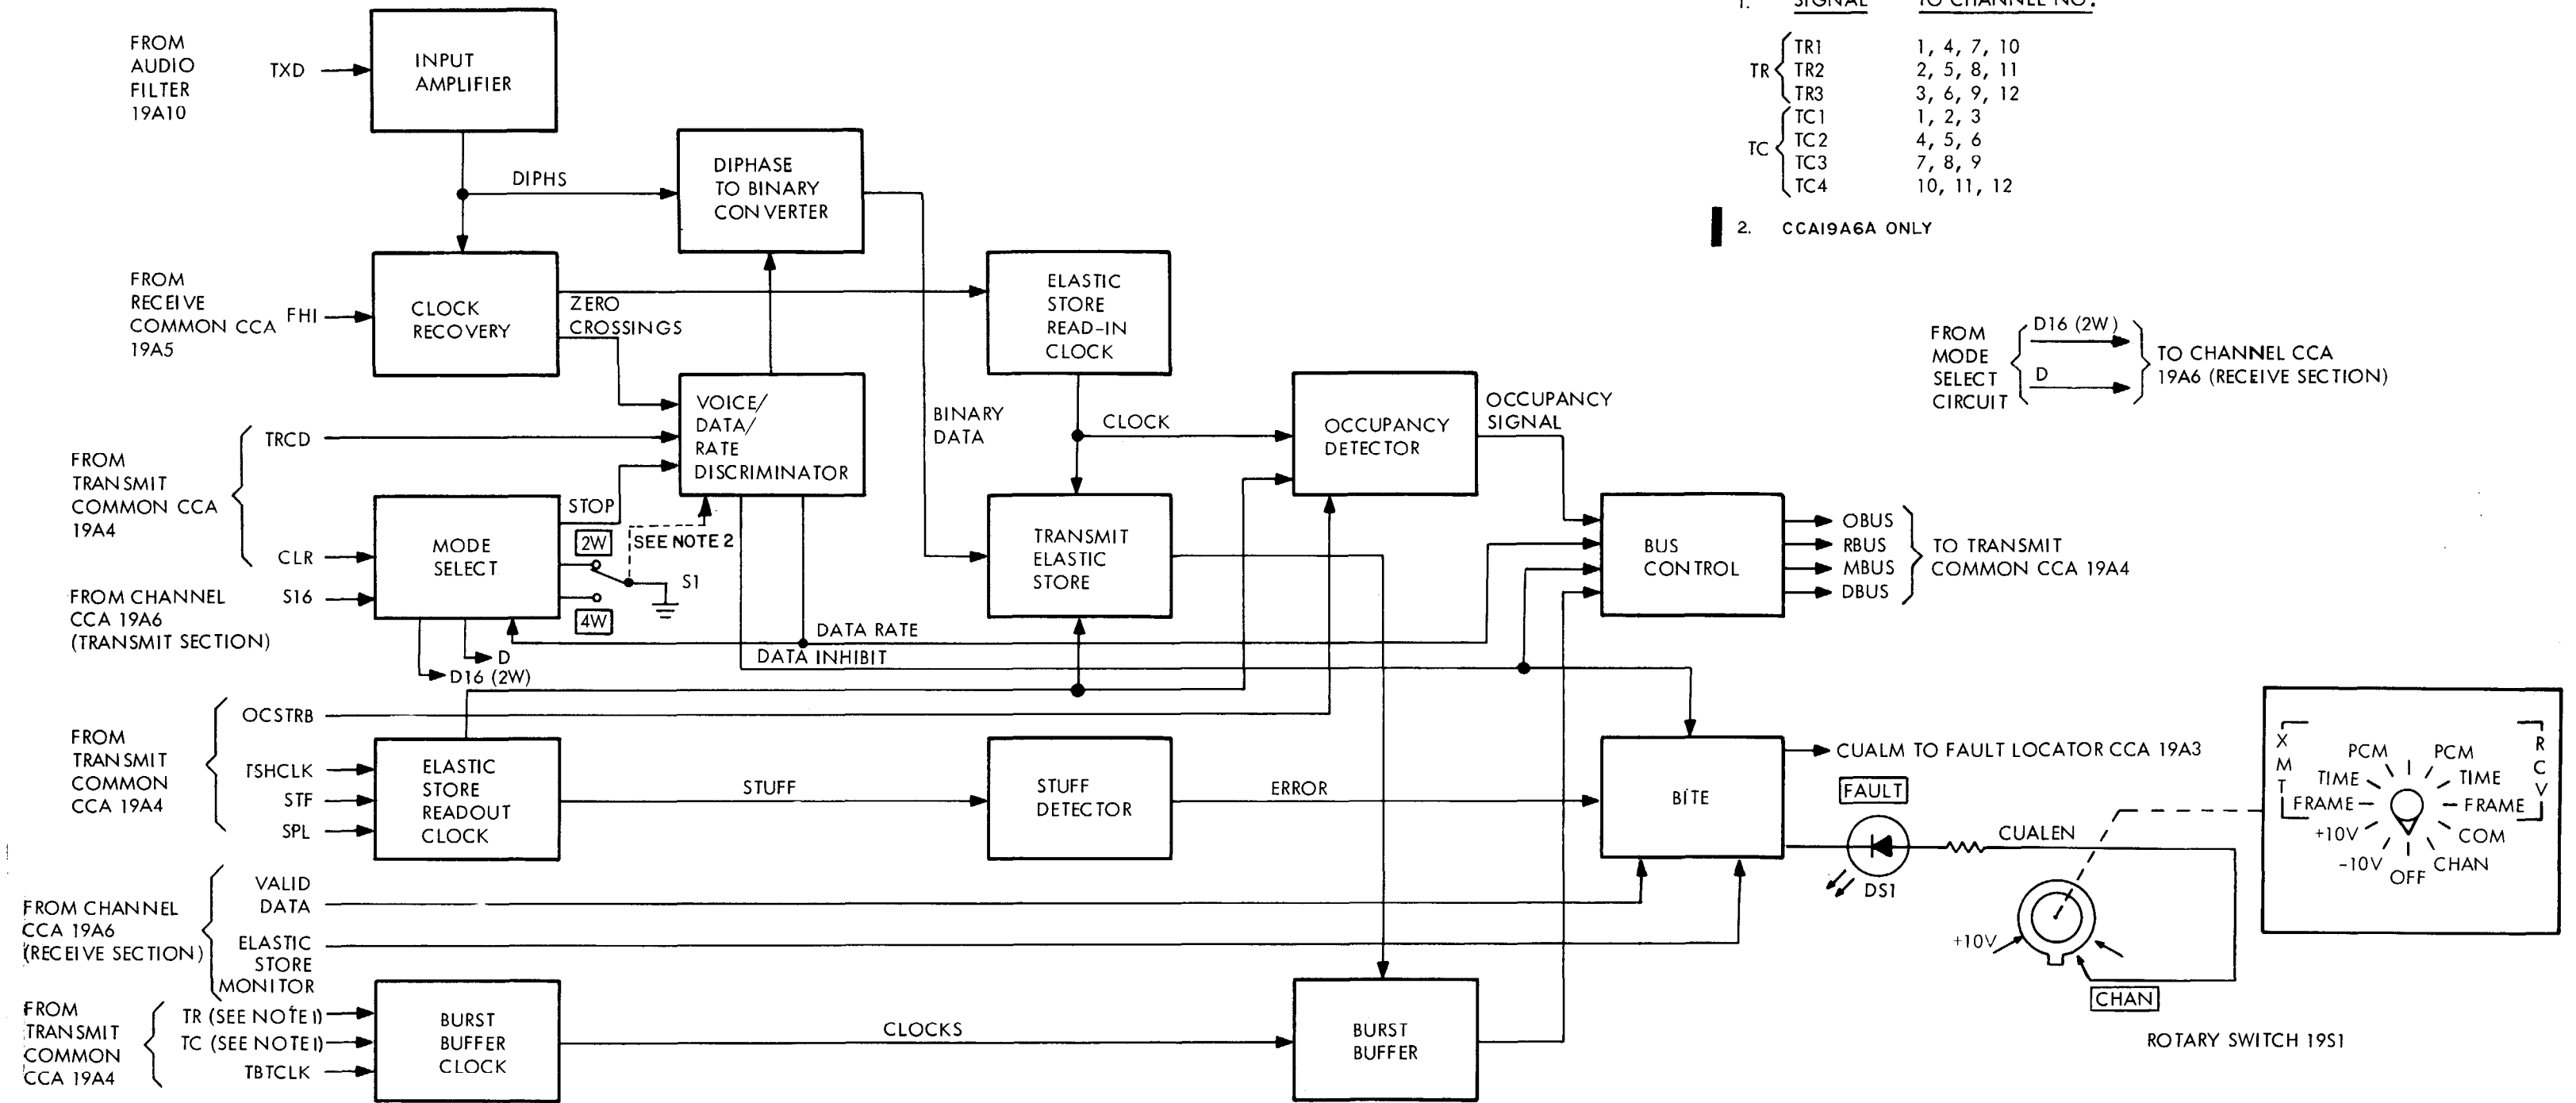 1. SIGNAL TO CHANNEL NO.
TR
TR1 1, 4, 7, 10
TR2 2, 5, 8, 11
TR3 3, 6, 9, 12
TC
TC1 1, 2, 3
TC2 4, 5, 6
TC3 7, 8, 9
TC4 10, 11, 12
2. CCA19A6A ONLY
FROM
AUDIO
FILTER
19A10
TXD
INPUT
AMPLIFIER
DIPHS
DIPHASE
TO BINARY
CONVERTER
FROM
RECEIVE
COMMON CCA
19A5
FHI
CLOCK
RECOVERY
ZERO
CROSSINGS
ELASTIC
STORE
READ-IN
CLOCK
FROM
MODE
SELECT
CIRCUIT
D16 (2W)
D
TO CHANNEL CCA
19A6 (RECEIVE SECTION)
FROM
TRANSMIT
COMMON CCA
19A4
TRCD
CLR
VOICE/
DATA/
RATE
DISCRIMINATOR
BINARY
DATA
CLOCK
OCCUPANCY
DETECTOR
OCCUPANCY
SIGNAL
FROM CHANNEL
CCA 19A6
(TRANSMIT SECTION)
S16
MODE
SELECT
STOP
2W
SEE NOTE 2
S1
4W
D
D16 (2W)
DATA RATE
DATA INHIBIT
TRANSMIT
ELASTIC
STORE
BUS
CONTROL
OBUS
RBUS
MBUS
DBUS
TO TRANSMIT
COMMON CCA 19A4
FROM
TRANSMIT
COMMON
CCA 19A4
OCSTRB
TSHCLK
STF
SPL
ELASTIC
STORE
READOUT
CLOCK
STUFF
STUFF
DETECTOR
ERROR
BITE
CUALM TO FAULT LOCATOR CCA 19A3
FAULT
DS1
CUALEN
+10V
CHAN
XMT
RCV
PCM
PCM
TIME
TIME
FRAME
FRAME
+10V
COM
-10V
CHAN
OFF
ROTARY SWITCH 19S1
FROM CHANNEL
CCA 19A6
(RECEIVE SECTION)
VALID
DATA
ELASTIC
STORE
MONITOR
FROM
TRANSMIT
COMMON
CCA 19A4
TR (SEE NOTE 1)
TC (SEE NOTE 1)
TBTCLK
BURST
BUFFER
CLOCK
CLOCKS
BURST
BUFFER